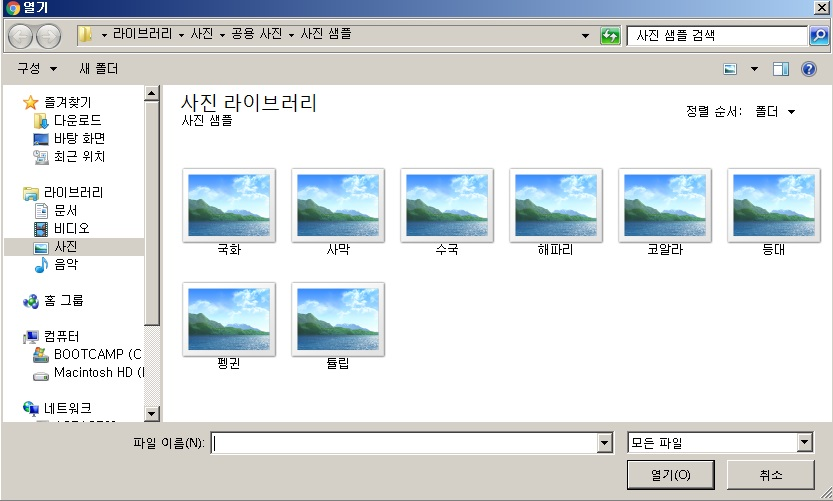 열기
라이브러리 사진 공용 사진 사진 샘플
사진 샘플 검색
구성 새 폴더
즐겨찾기
다운로드
바탕 화면
최근 위치
라이브러리
문서
비디오
사진
음악
홈 그룹
컴퓨터
BOOTCAMP (C
Macintosh HD (
네트워크
사진 라이브러리
사진 샘플
정렬 순서: 폴더
국화 사막 수국 해파리 코알라 등대
펭귄 튤립
파일 이름(N):
모든 파일
열기(O) 취소